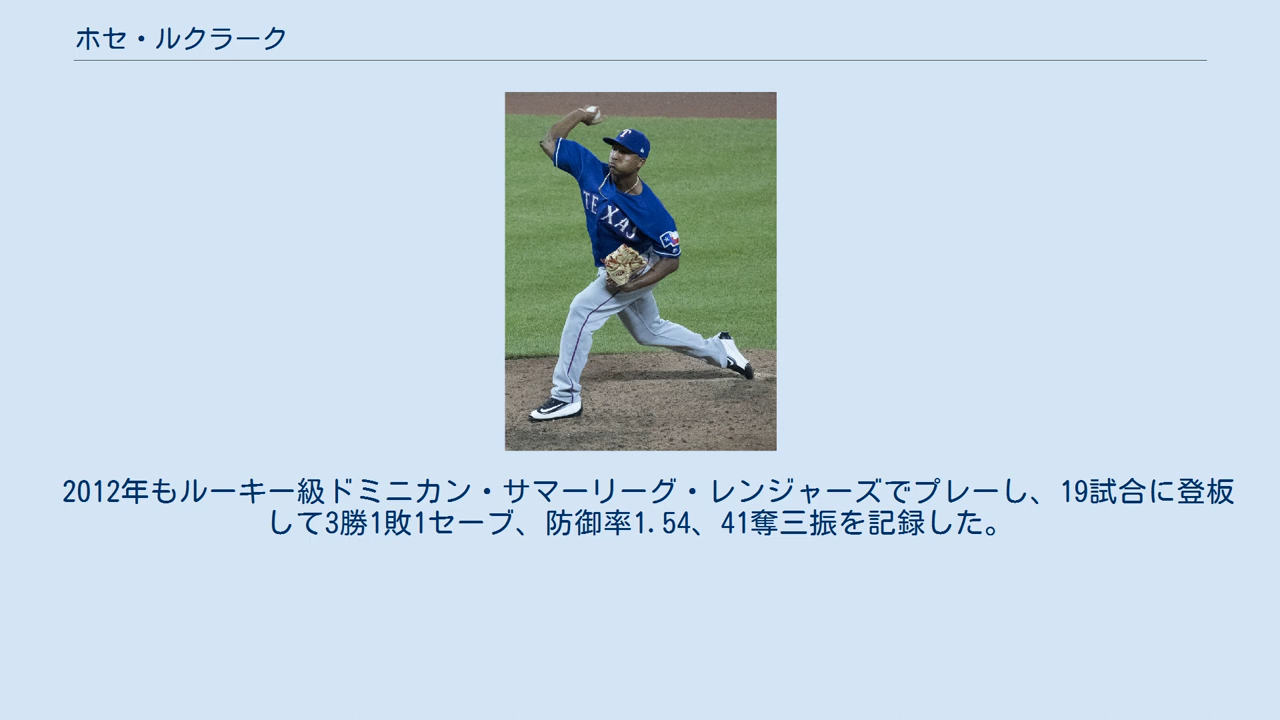 ホセ・ルクラーク
T
TEXAS
2012年もルーキー級ドミニカン・サマーリーグ・レンジャーズでプレーし、19試合に登板
して3勝1敗1セーブ、防御率1.54、41奪三振を記録した。